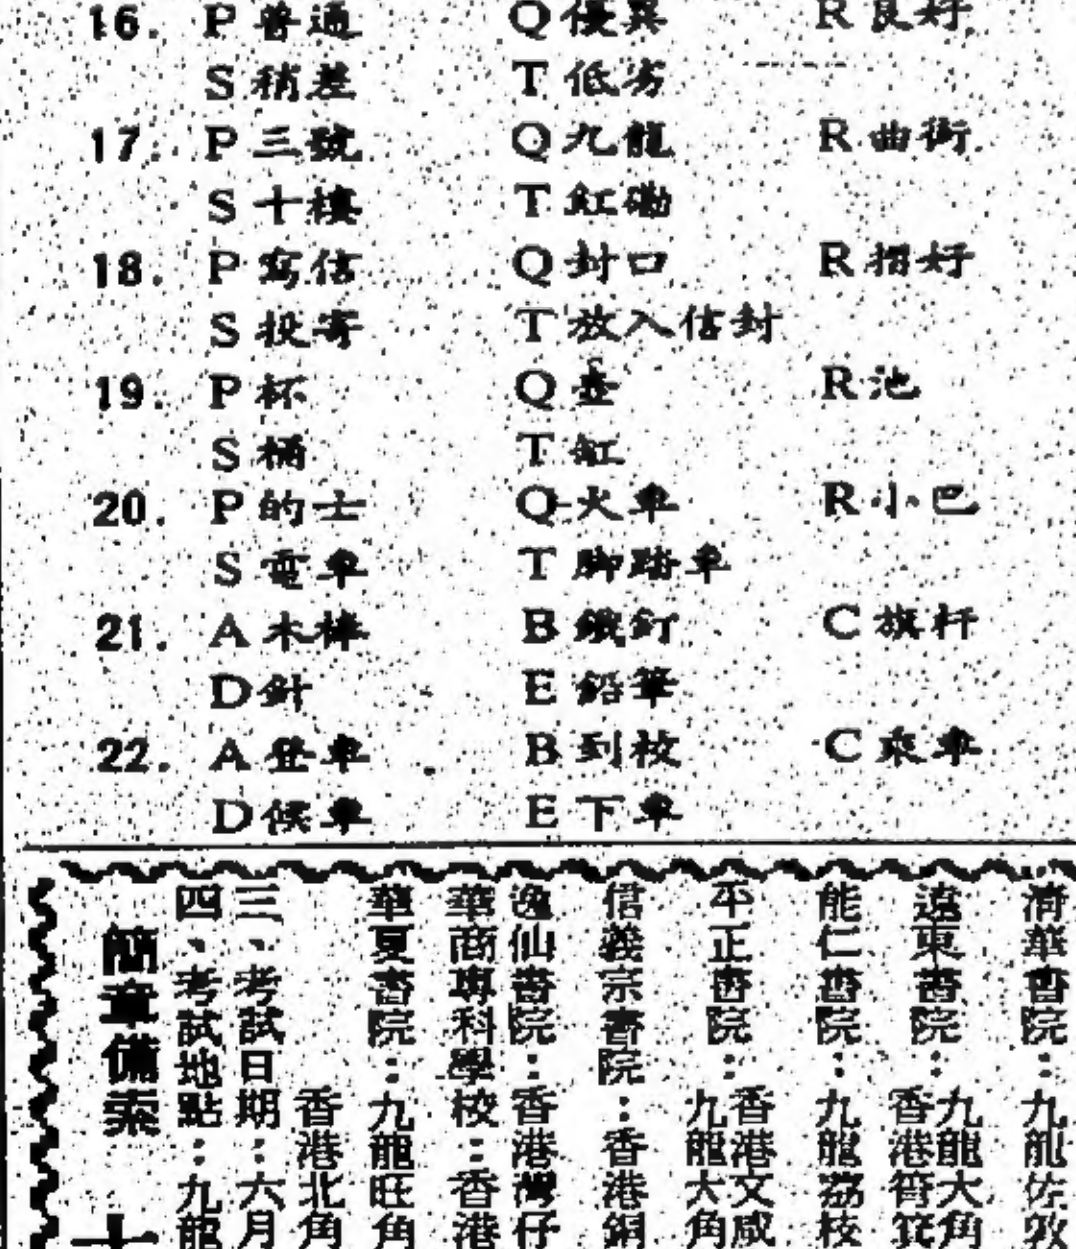 16. P普通 Q優異 R良好
S稍差 T低劣
17. P三號 Q九龍 R曲街
S十樓 T紅磡
18. P寫信 Q封口 R摺好
S投寄 T放入信封
19. P杯 Q壺 R池
S桶 T缸
20. P的士 Q火車 R小巴
S電車 T脚踏車
21. A木棒 B鐵釘 C旗杆
D針 E鉛筆
22. A登車 B到校 C乘車
D候車 E下車
清華書院：九龍佐敦
遠東書院：九龍大角
香港筲箕
能仁書院：九龍荔枝
平正書院：香港文咸
九龍大角
信義宗書院：香港銅
逸仙書院：香港灣仔
華商專科學校：香港
華夏書院：九龍旺角
香港北角
三、考試日期：六月
四、考試地點：九龍
簡章備索